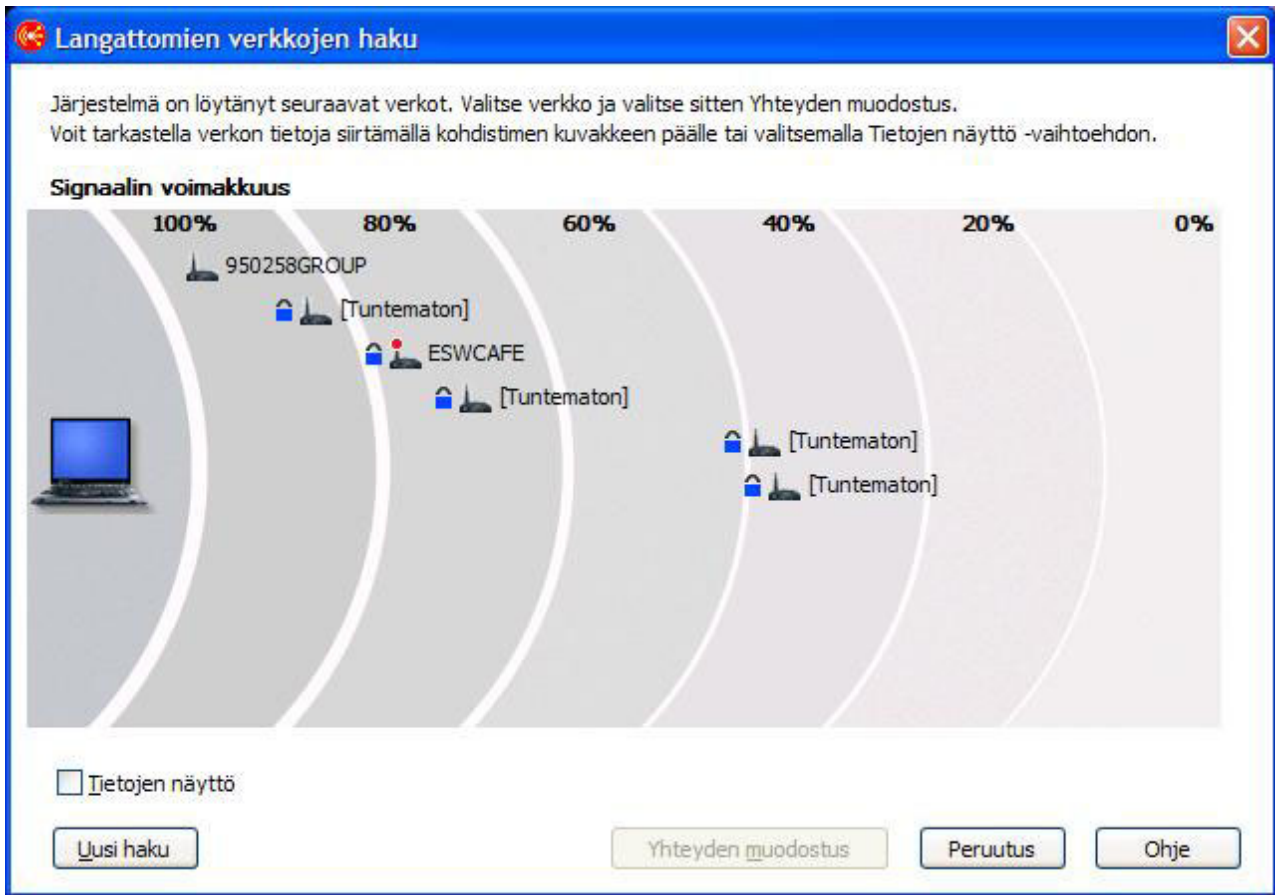 Langattomien verkkojen haku
Järjestelmä on löytänyt seuraavat verkot. Valitse verkko ja valitse sitten Yhteyden muodostus.
Voit tarkastella verkon tietoja siirtämällä kohdistimen kuvakkeen päälle tai valitsemalla Tietojen näyttö -vaihtoehdon.
Signaalin voimakkuus
100% 80% 60% 40% 20% 0%
950258GROUP
[Tuntematon]
ESWCAFE
[Tuntematon]
[Tuntematon]
[Tuntematon]
Tietojen näyttö
Uusi haku Yhteyden muodostus Peruutus Ohje